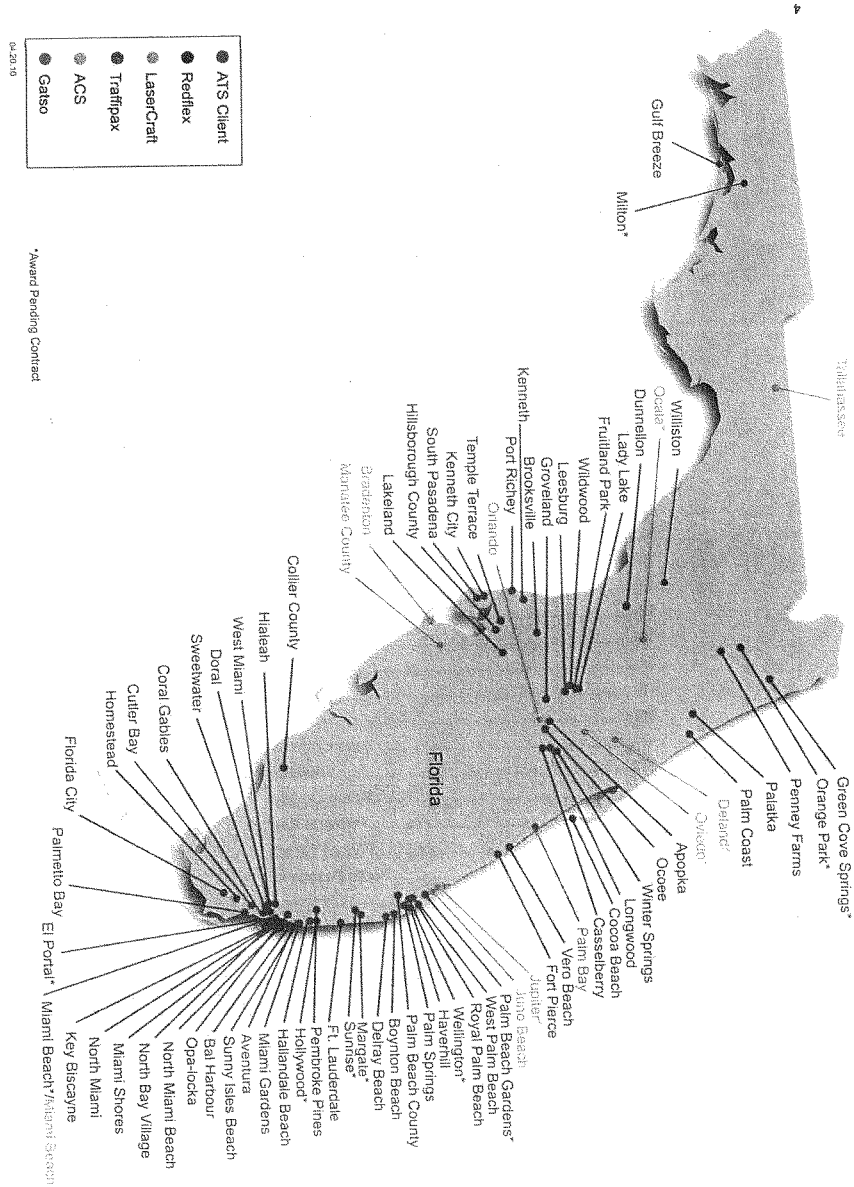 4
Tallahassee
Gulf Breeze
Milton*
Williston
Ocala*
Dunnellon
Lady Lake
Fruitland Park
Wildwood
Leesburg
Groveland
Brooksville
Kenneth
Port Richey
Orlando
Temple Terrace
Kenneth City
South Pasadena
Hillsborough County
Lakeland
Bradenton
Manatee County
Collier County
Hialeah
West Miami
Doral
Sweetwater
Coral Gables
Cutler Bay
Homestead
Florida City
Palmetto Bay
El Portal*
Miami Beach*/Miami Beach
Key Biscayne
North Miami
Miami Shores
North Bay Village
North Miami Beach
Opa-locka
Bal Harbour
Sunny Isles Beach
Aventura
Miami Gardens
Hallandale Beach
Hollywood*
Pembroke Pines
Ft. Lauderdale
Sunrise*
Margate*
Delray Beach
Boynton Beach
Palm Beach County
Palm Springs
Haverhill
Wellington*
Royal Palm Beach
West Palm Beach
Palm Beach Gardens*
Juno Beach
Jupiter
Fort Pierce
Vero Beach
Palm Bay
Casselberry
Cocoa Beach
Longwood
Winter Springs
Ocoee
Apopka
Oviedo*
Deland*
Palm Coast
Palatka
Penney Farms
Orange Park*
Green Cove Springs*
Florida
ATS Client
Redflex
LaserCraft
Traffipax
ACS
Gatso
*Award Pending Contract
04.20.10